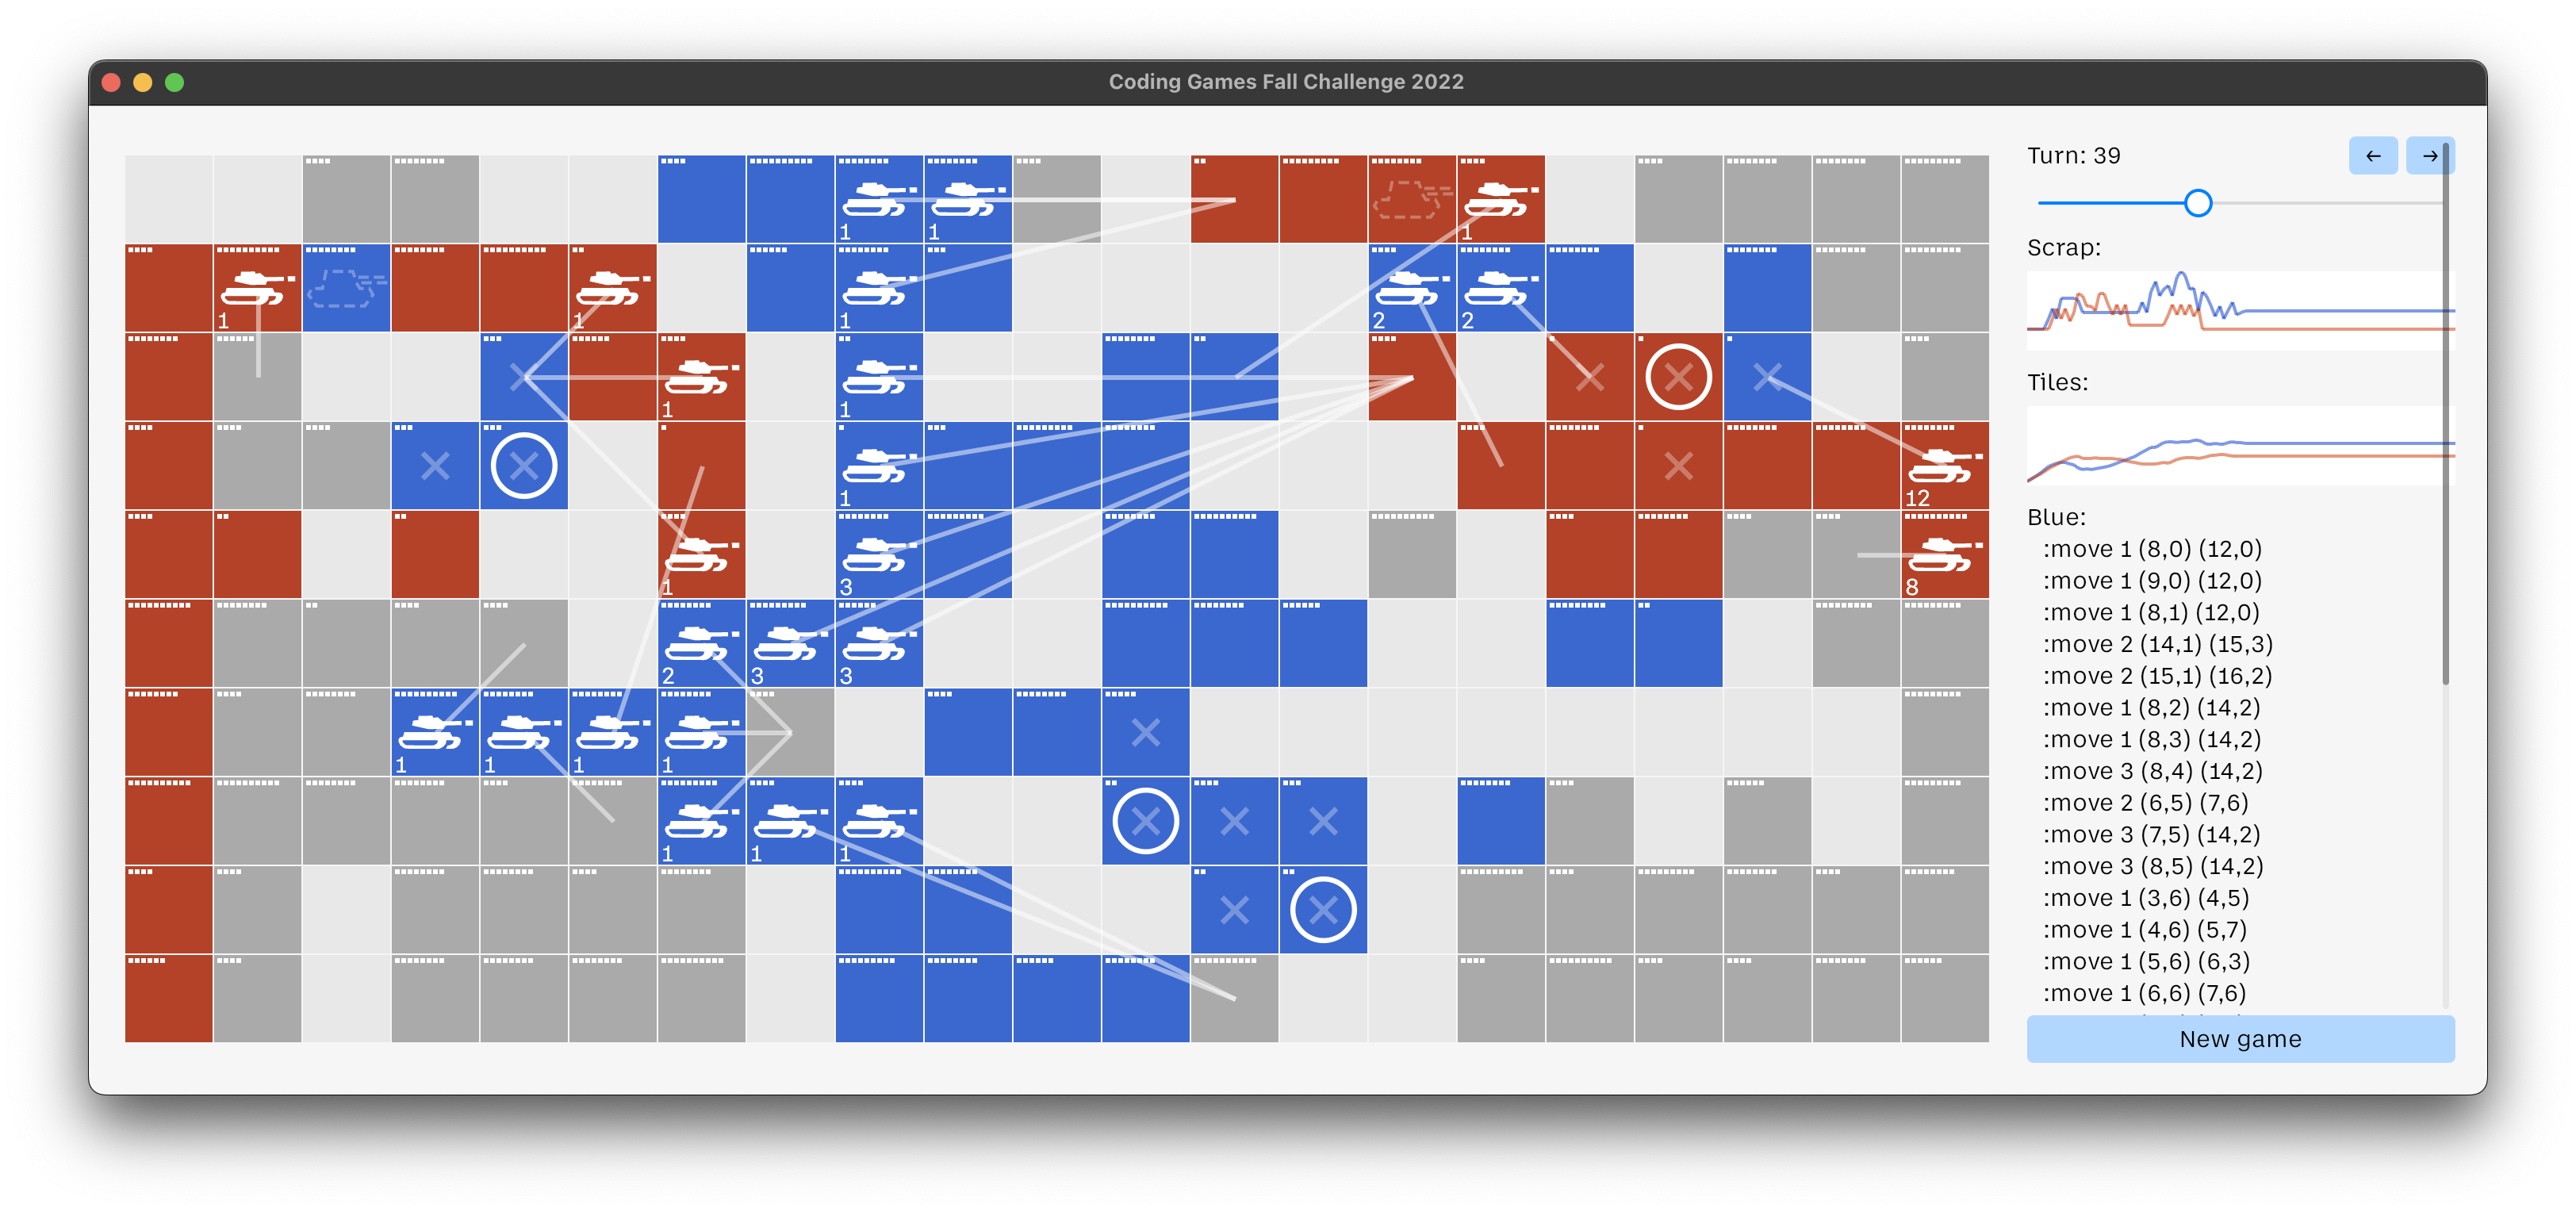 Coding Games Fall Challenge 2022
Turn: 39
← →
Scrap:
Tiles:
Blue:
:move 1 (8,0) (12,0)
:move 1 (9,0) (12,0)
:move 1 (8,1) (12,0)
:move 2 (14,1) (15,3)
:move 2 (15,1) (16,2)
:move 1 (8,2) (14,2)
:move 1 (8,3) (14,2)
:move 3 (8,4) (14,2)
:move 2 (6,5) (7,6)
:move 3 (7,5) (14,2)
:move 3 (8,5) (14,2)
:move 1 (3,6) (4,5)
:move 1 (4,6) (5,7)
:move 1 (5,6) (6,3)
:move 1 (6,6) (7,6)
New game
1 1 1
1 1 1 2 2
1 1
1 12
1 3 8
2 3 3
1 1 1 1
1 1 1